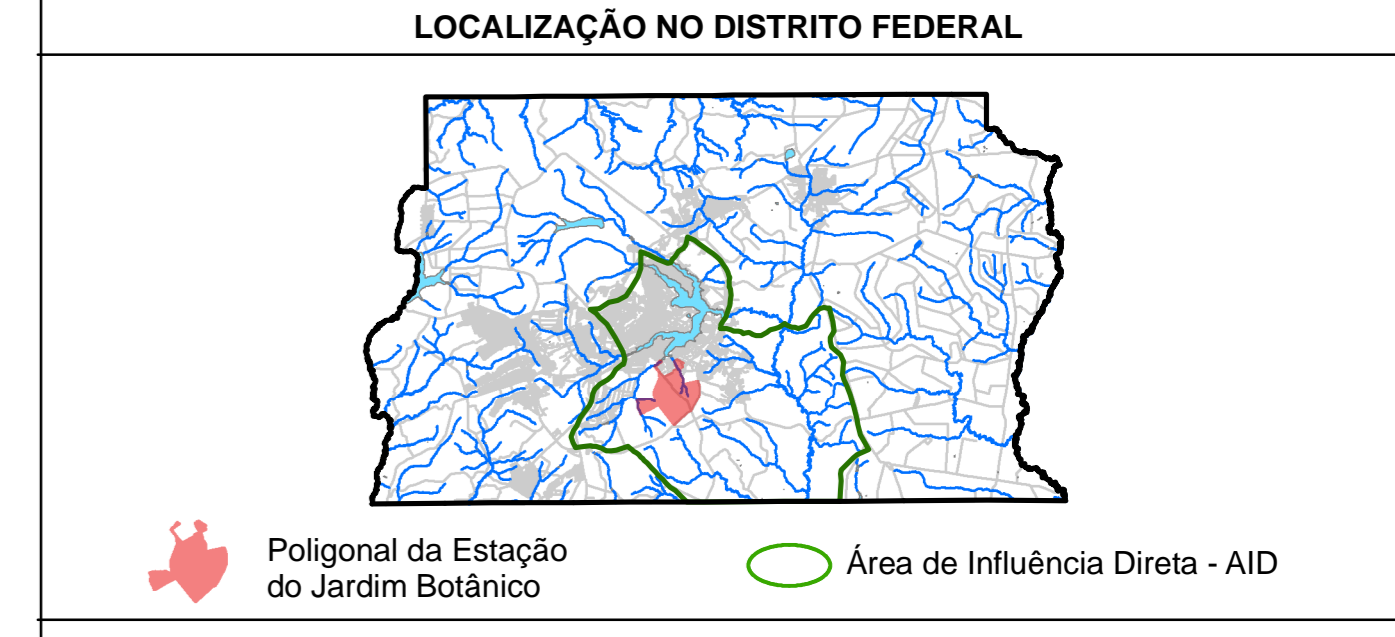 LOCALIZAÇÃO NO DISTRITO FEDERAL
Poligonal da Estação
do Jardim Botânico
Área de Influência Direta - AID